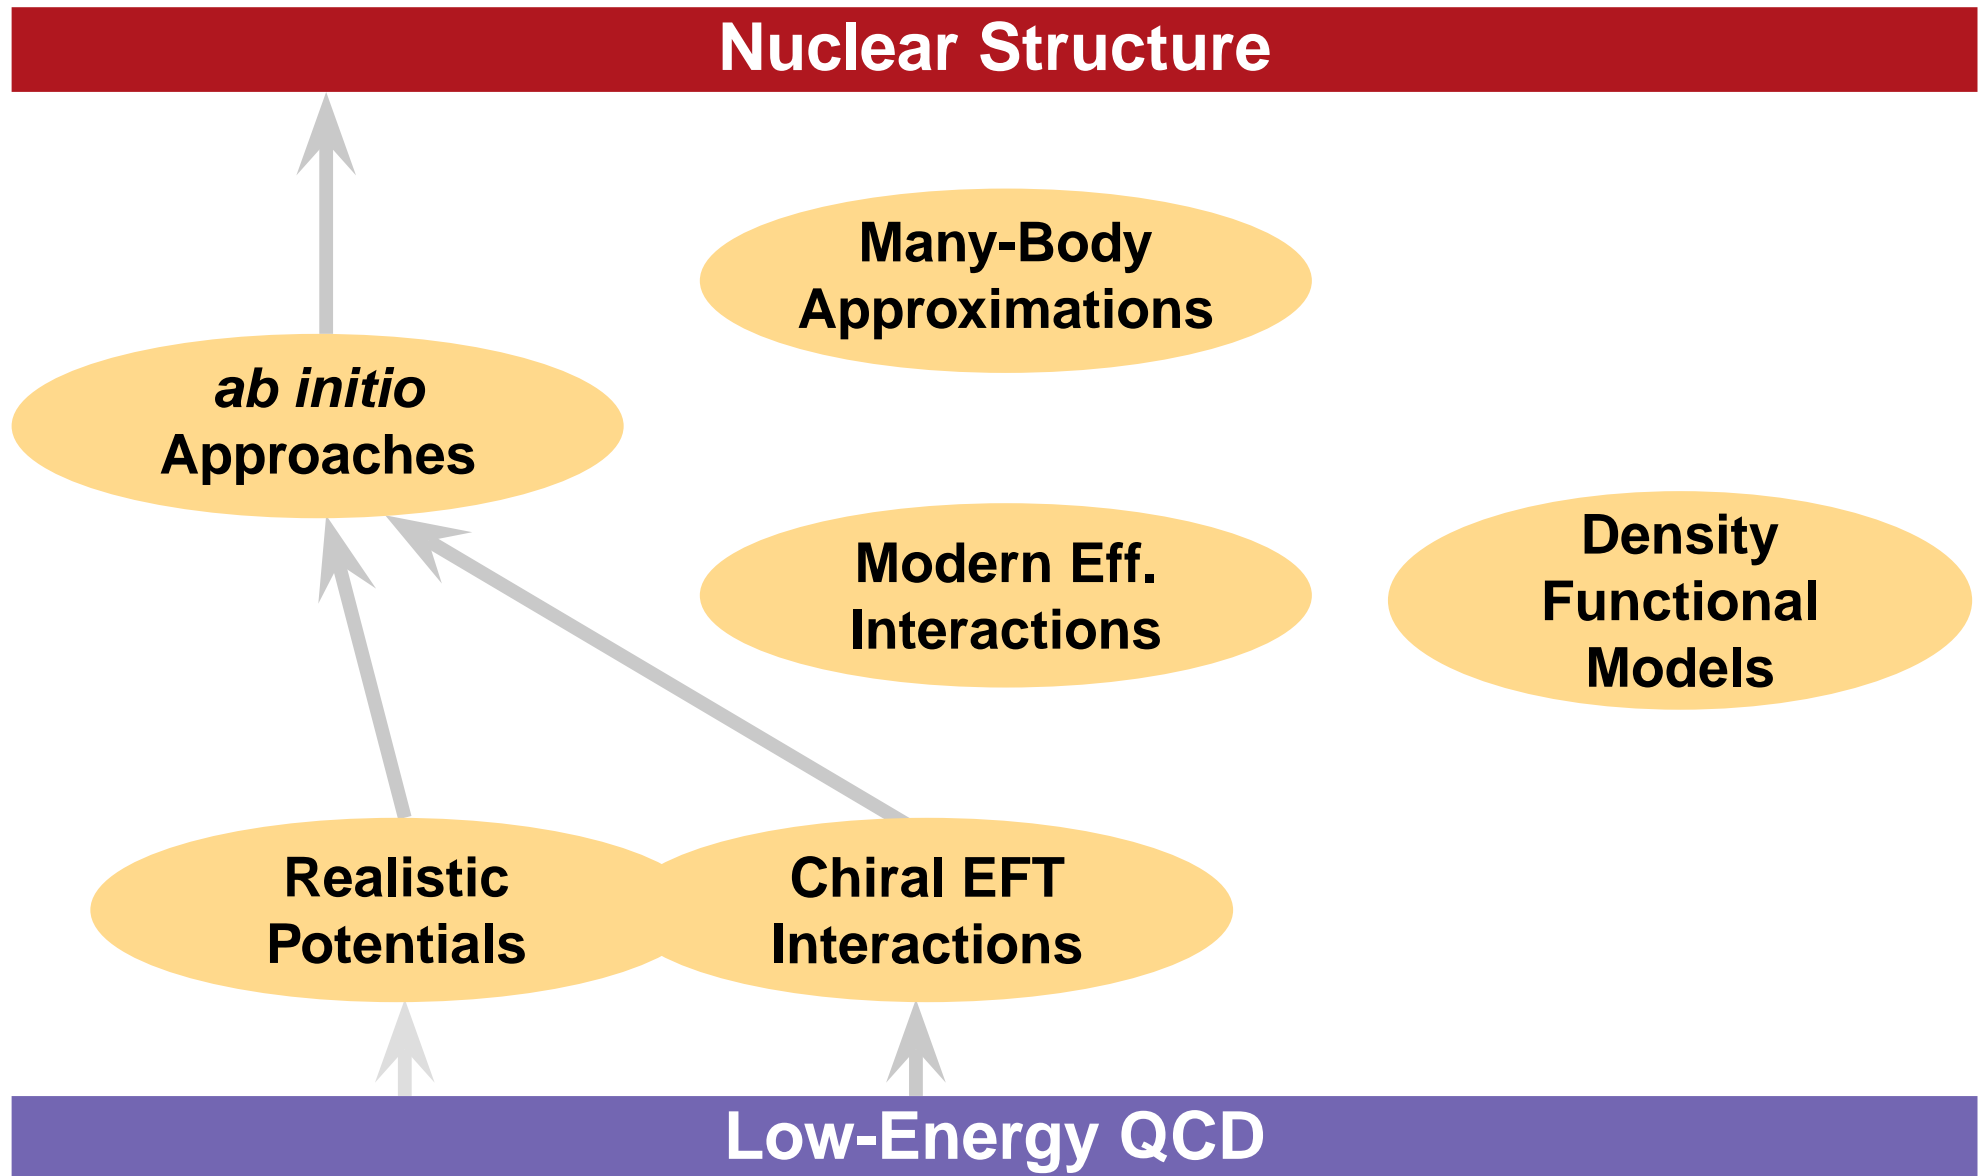 Nuclear Structure
Many-Body
Approximations
ab initio
Approaches
Modern Eff.
Interactions
Density
Functional
Models
Realistic
Potentials
Chiral EFT
Interactions
Low-Energy QCD